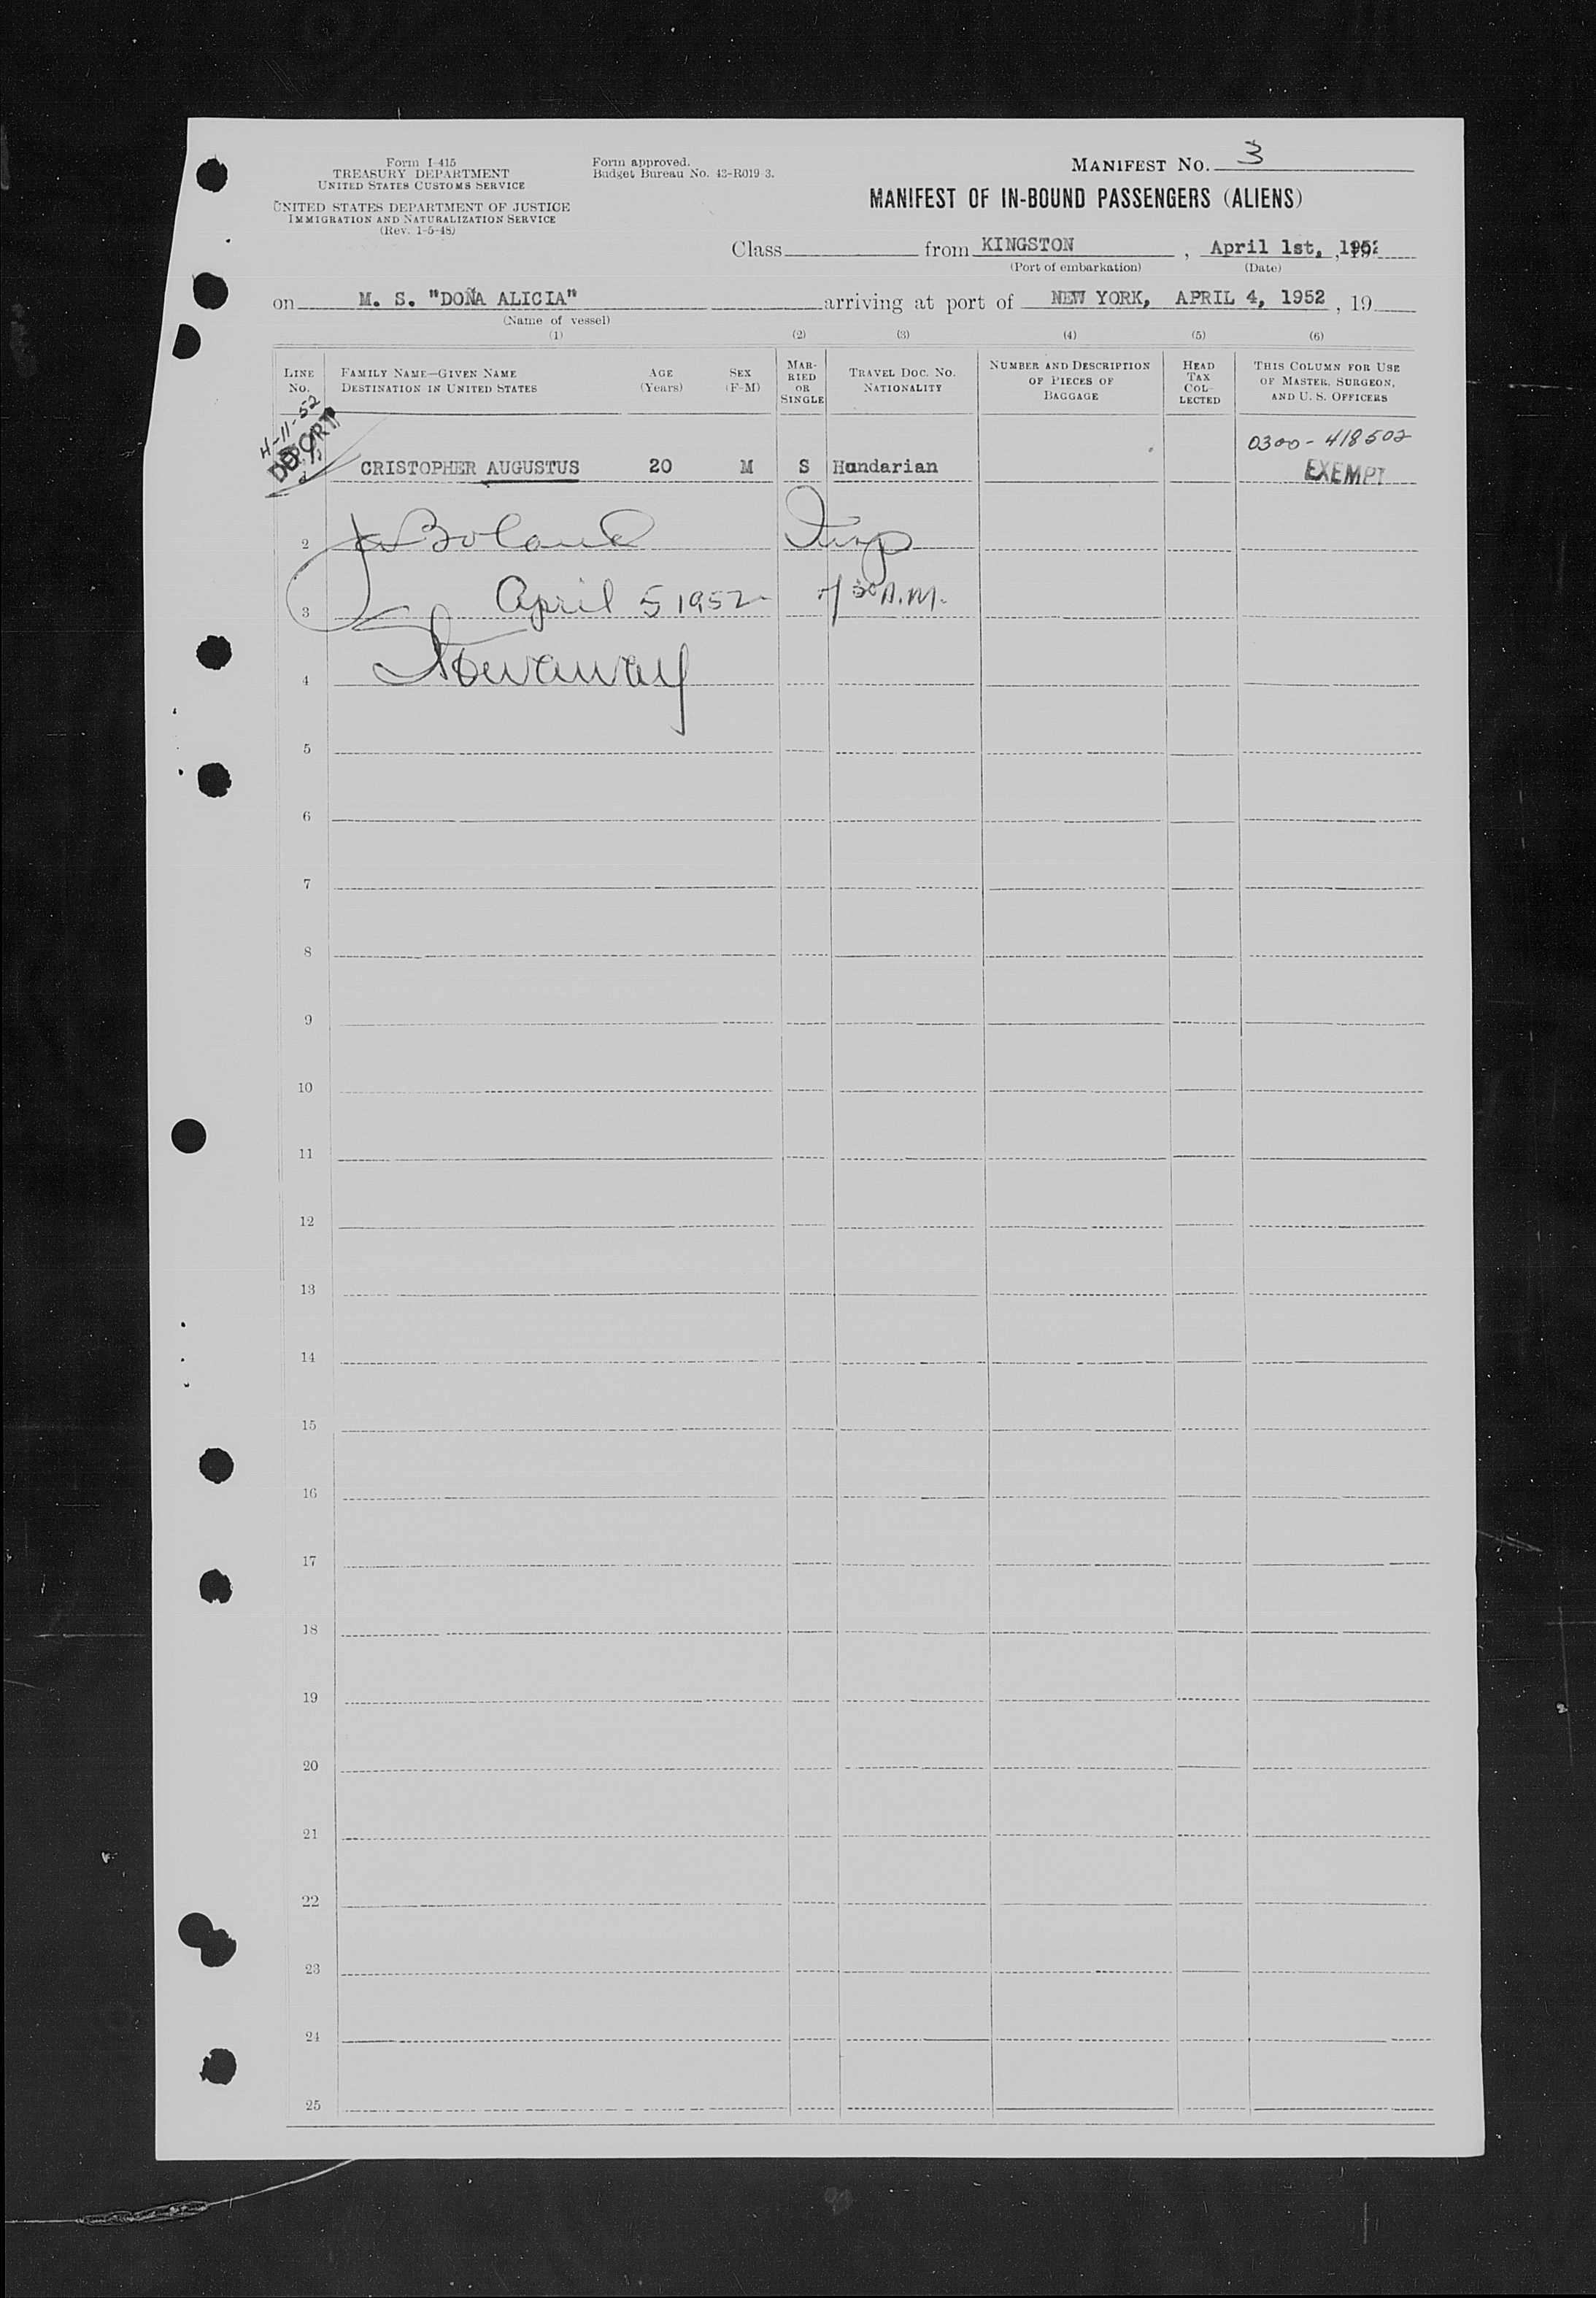 Form I-415
TREASURY DEPARTMENT
UNITED STATES CUSTOMS SERVICE
UNITED STATES DEPARTMENT OF JUSTICE
IMMIGRATION AND NATURALIZATION SERVICE
(Rev. 1-5-48)
Form approved.
Budget Bureau No. 43-R019 3.
MANIFEST No. 3
MANIFEST OF IN-BOUND PASSENGERS (ALIENS)
Class from KINGSTON, April 1st, 1952
(Port of embarkation) (Date)
on M. S. "DOÑA ALICIA" arriving at port of NEW YORK, APRIL 4, 1952, 19
(Name of vessel)
(1) (2) (3) (4) (5) (6)
LINE No.
FAMILY NAME—GIVEN NAME
DESTINATION IN UNITED STATES
AGE (Years)
SEX (F-M)
MARRIED OR SINGLE
TRAVEL DOC. NO.
NATIONALITY
NUMBER AND DESCRIPTION OF PIECES OF BAGGAGE
HEAD TAX COLLECTED
THIS COLUMN FOR USE OF MASTER, SURGEON, AND U. S. OFFICERS
4-11-52
DEPORT
0300-418502
CRISTOPHER AUGUSTUS 20 M S Hundarian EXEMPT
2 Boland Insp
3 April 5 1952 7 30 A.M.
4 Stowaway
5
6
7
8
9
10
11
12
13
14
15
16
17
18
19
20
21
22
23
24
25